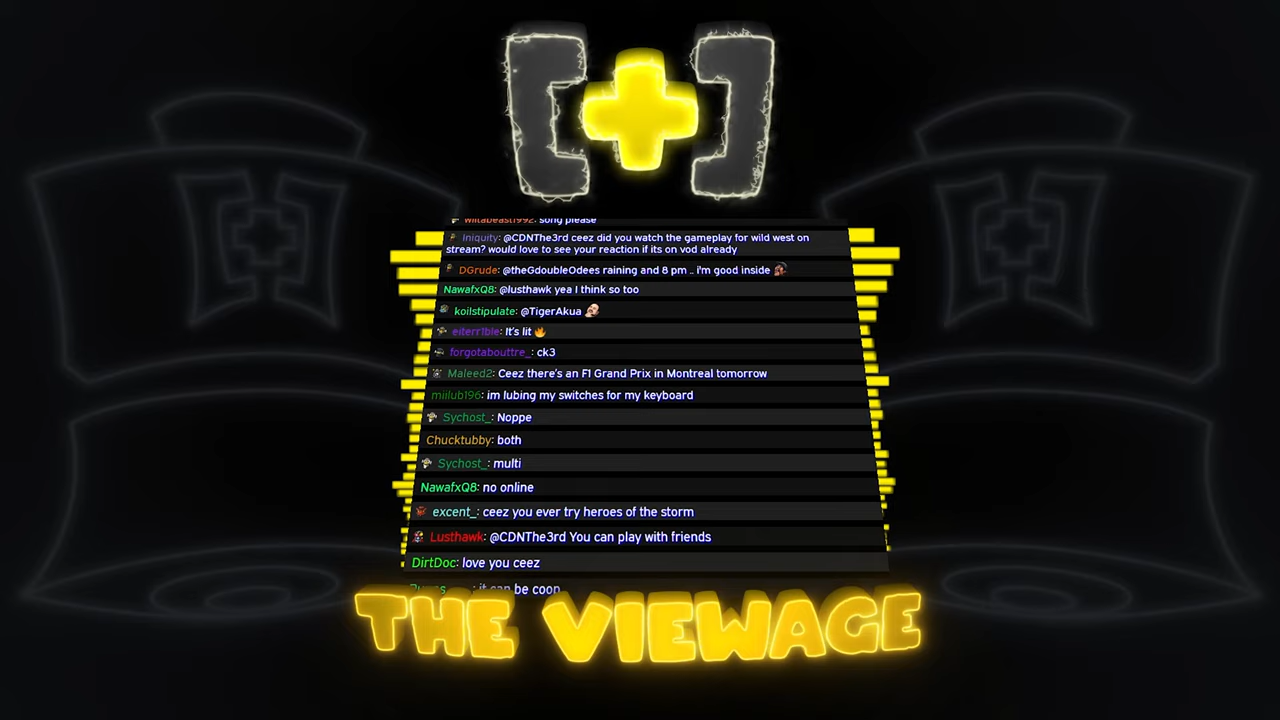 wiltabeast1992: song please
Iniquity: @CDNThe3rd ceez did you watch the gameplay for wild west on
stream? would love to see your reaction if its on vod already
DGrude: @theGdoubleOdees raining and 8 pm .. i'm good inside
NawafxQ8: @lusthawk yea I think so too
koilstipulate: @TigerAkua
eiterr1ble: It's lit 🔥
forgotabouttre_: ck3
Maleed2: Ceez there's an F1 Grand Prix in Montreal tomorrow
miilub196: im lubing my switches for my keyboard
Sychost_: Noppe
Chucktubby: both
Sychost_: multi
NawafxQ8: no online
excent_: ceez you ever try heroes of the storm
Lusthawk: @CDNThe3rd You can play with friends
DirtDoc: love you ceez
: it can be coop
THE VIEWAGE